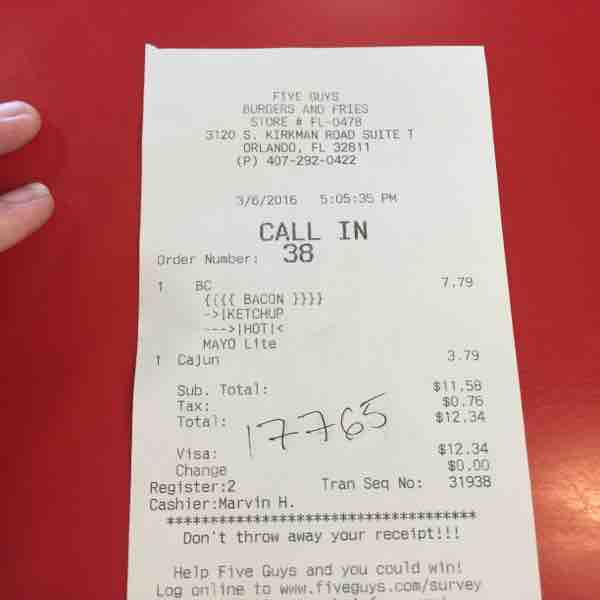 FIVE GUYS
BURGERS AND FRIES
STORE # FL-0478
3120 S. KIRKMAN ROAD SUITE T
ORLANDO, FL 32811
(P) 407-292-0422
3/6/2016 5:05:35 PM
CALL IN
Order Number: 38
1 BC 7.79
{{{{ BACON }}}}
->|KETCHUP
--->|HOT|<
MAYO Lite
1 Cajun 3.79
Sub. Total: $11.58
Tax: $0.76
Total: $12.34
17765
Visa: $12.34
Change $0.00
Register:2 Tran Seq No: 31938
Cashier:Marvin H.
****************************************
Don't throw away your receipt!!!
Help Five Guys and you could win!
Log online to www.fiveguys.com/survey